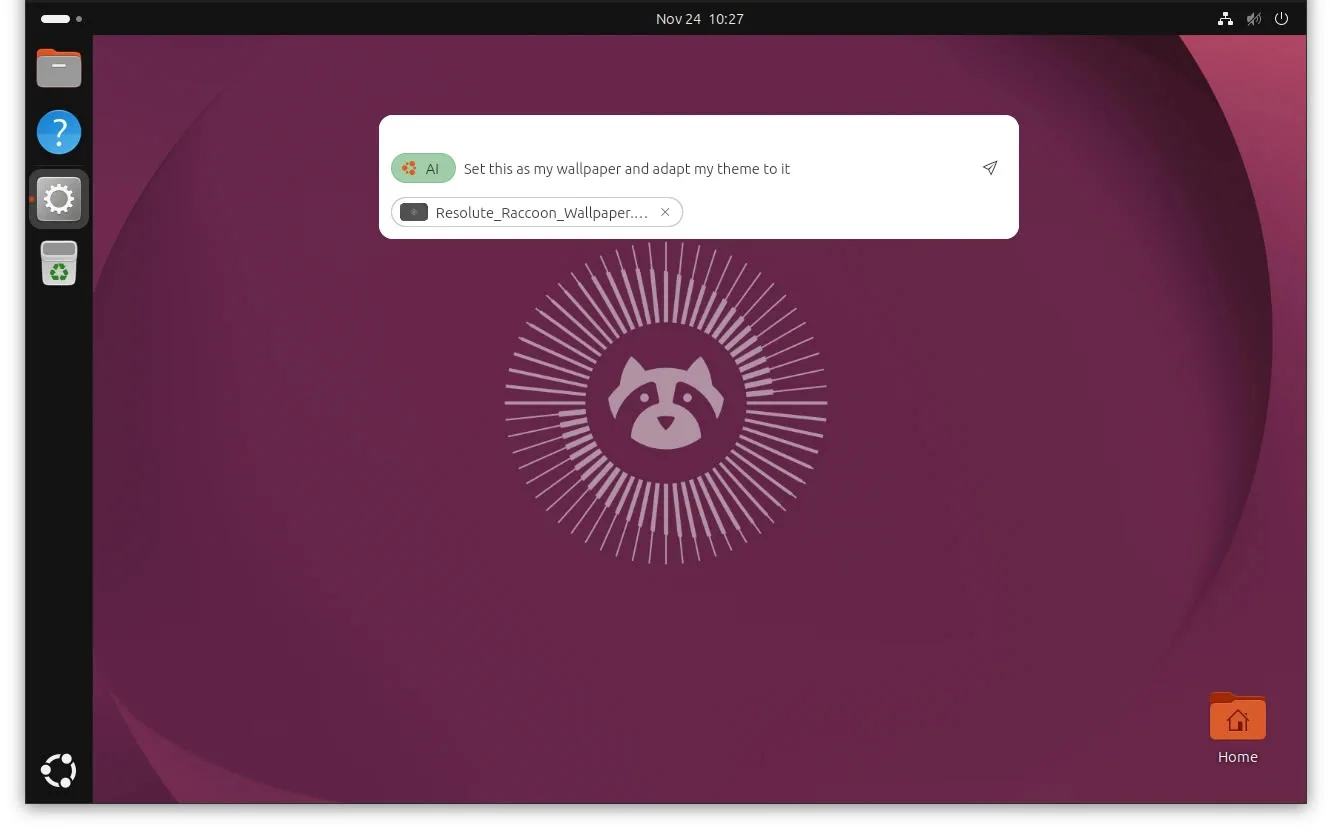 Nov 24 10:27
AI Set this as my wallpaper and adapt my theme to it
Resolute_Raccoon_Wallpaper....
Home